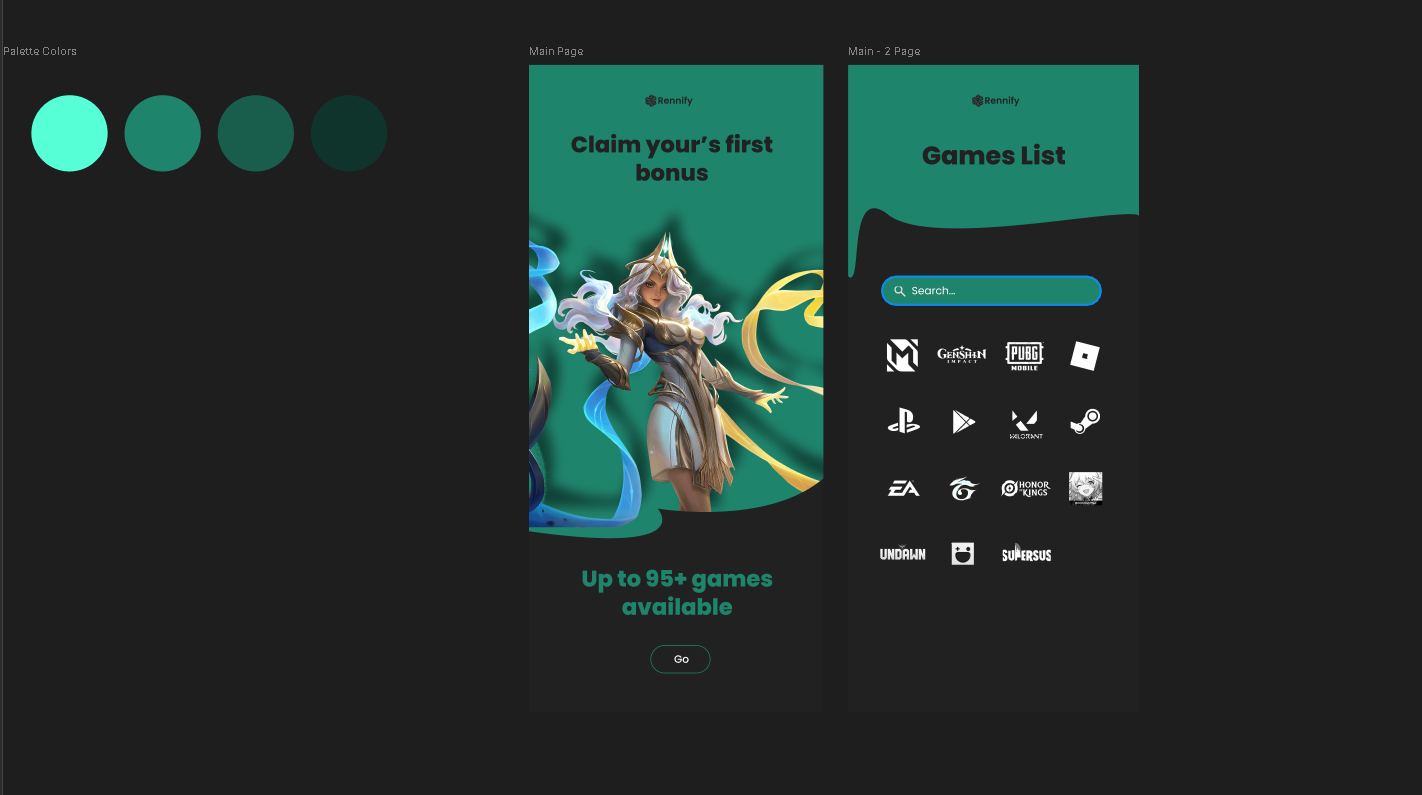 Palette Colors
Main Page
Main - 2 Page
Rennify
Claim your's first
bonus
Up to 95+ games
available
Go
Rennify
Games List
Search...
GENSHIN
IMPACT
PUBG
MOBILE
VALORANT
EA
HONOR
OF KINGS
UNDAWN
SUPERSUS